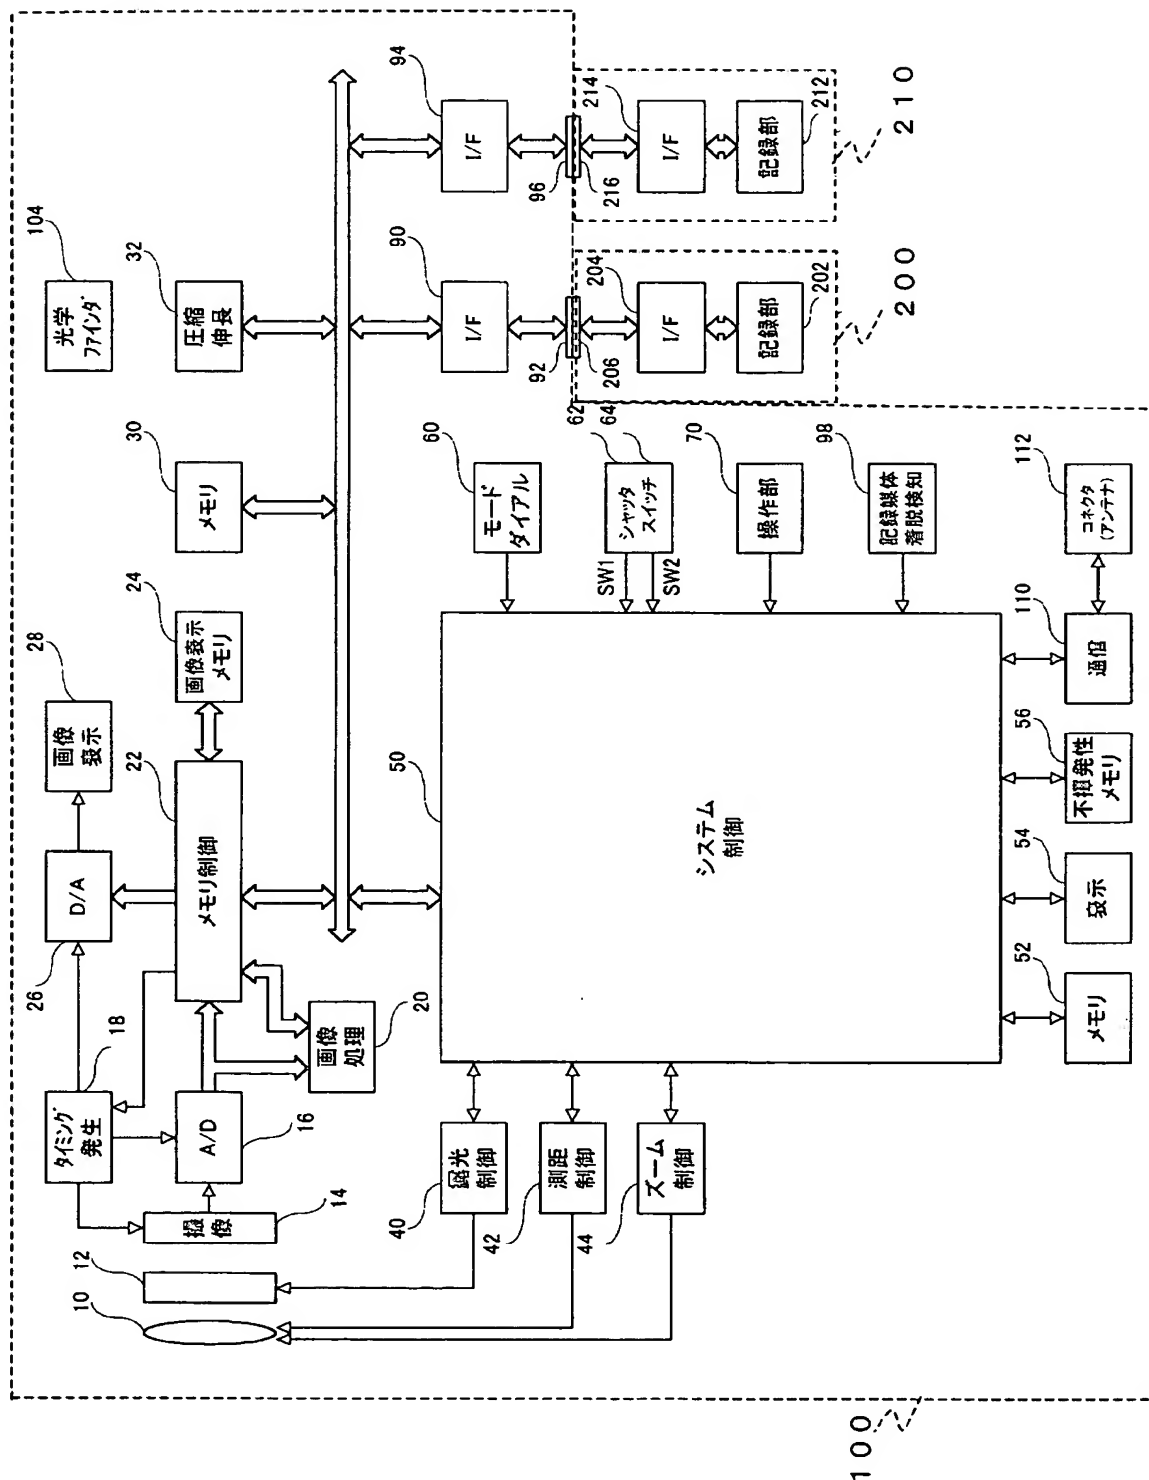 100
10
12
14
撮像
タイミング
発生
18
A/D
16
26
D/A
画像
表示
28
光学
ファインダ
104
メモリ制御
22
画像表示
メモリ
24
メモリ
30
圧縮
伸長
32
画像
処理
20
40
露光
制御
42
測距
制御
44
ズーム
制御
50
システム
制御
60
モード
ダイアル
SW1
SW2
シャッタ
スイッチ
62
64
70
操作部
98
記録媒体
着脱検知
I/F
90
I/F
94
92
96
206
216
204
I/F
214
I/F
202
記録部
212
記録部
200
210
52
メモリ
54
表示
56
不揮発性
メモリ
110
通信
112
コネクタ
(アンテナ)